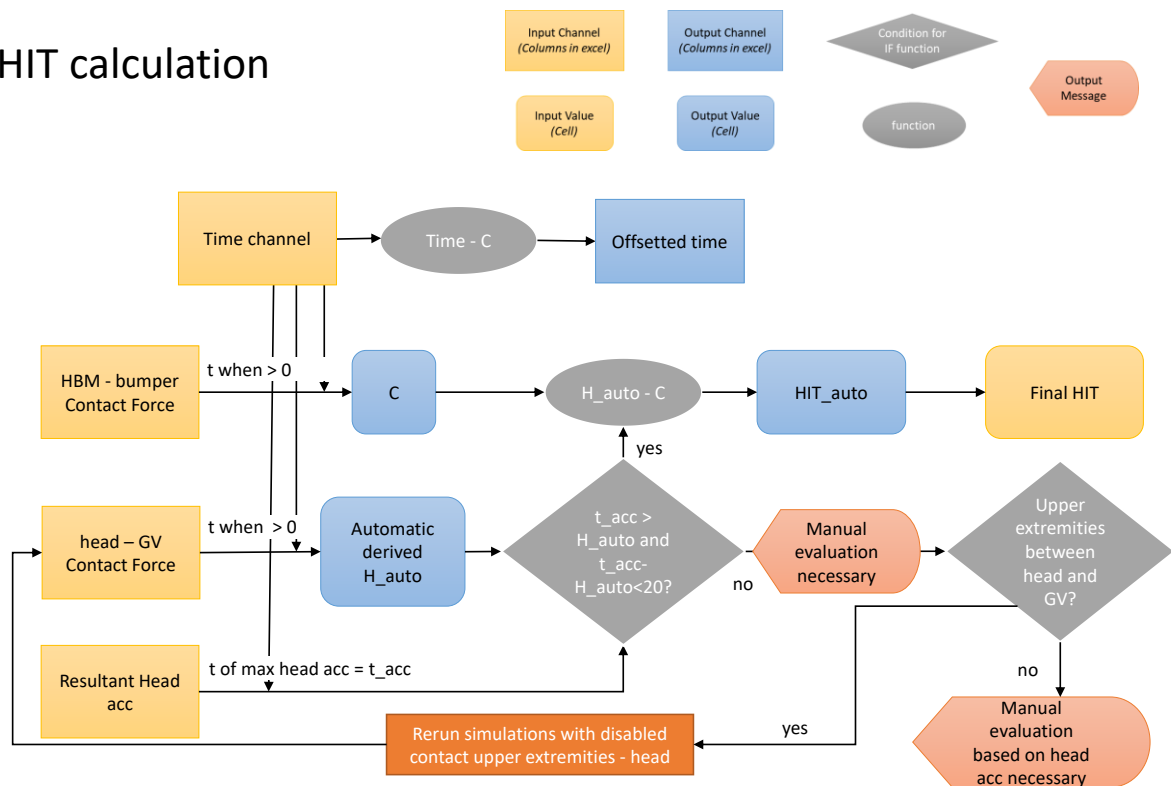 HIT calculation
Input Channel
(Columns in excel)
Output Channel
(Columns in excel)
Condition for
IF function
Output
Message
Input Value
(Cell)
Output Value
(Cell)
function
Time channel
Time - C
Offsetted time
HBM - bumper
Contact Force
t when > 0
C
H_auto - C
HIT_auto
Final HIT
yes
head – GV
Contact Force
t when > 0
Automatic
derived
H_auto
t_acc >
H_auto and
t_acc-
H_auto<20?
no
Manual
evaluation
necessary
Upper
extremities
between
head and
GV?
Resultant Head
acc
t of max head acc = t_acc
no
Rerun simulations with disabled
contact upper extremities - head
yes
Manual
evaluation
based on head
acc necessary